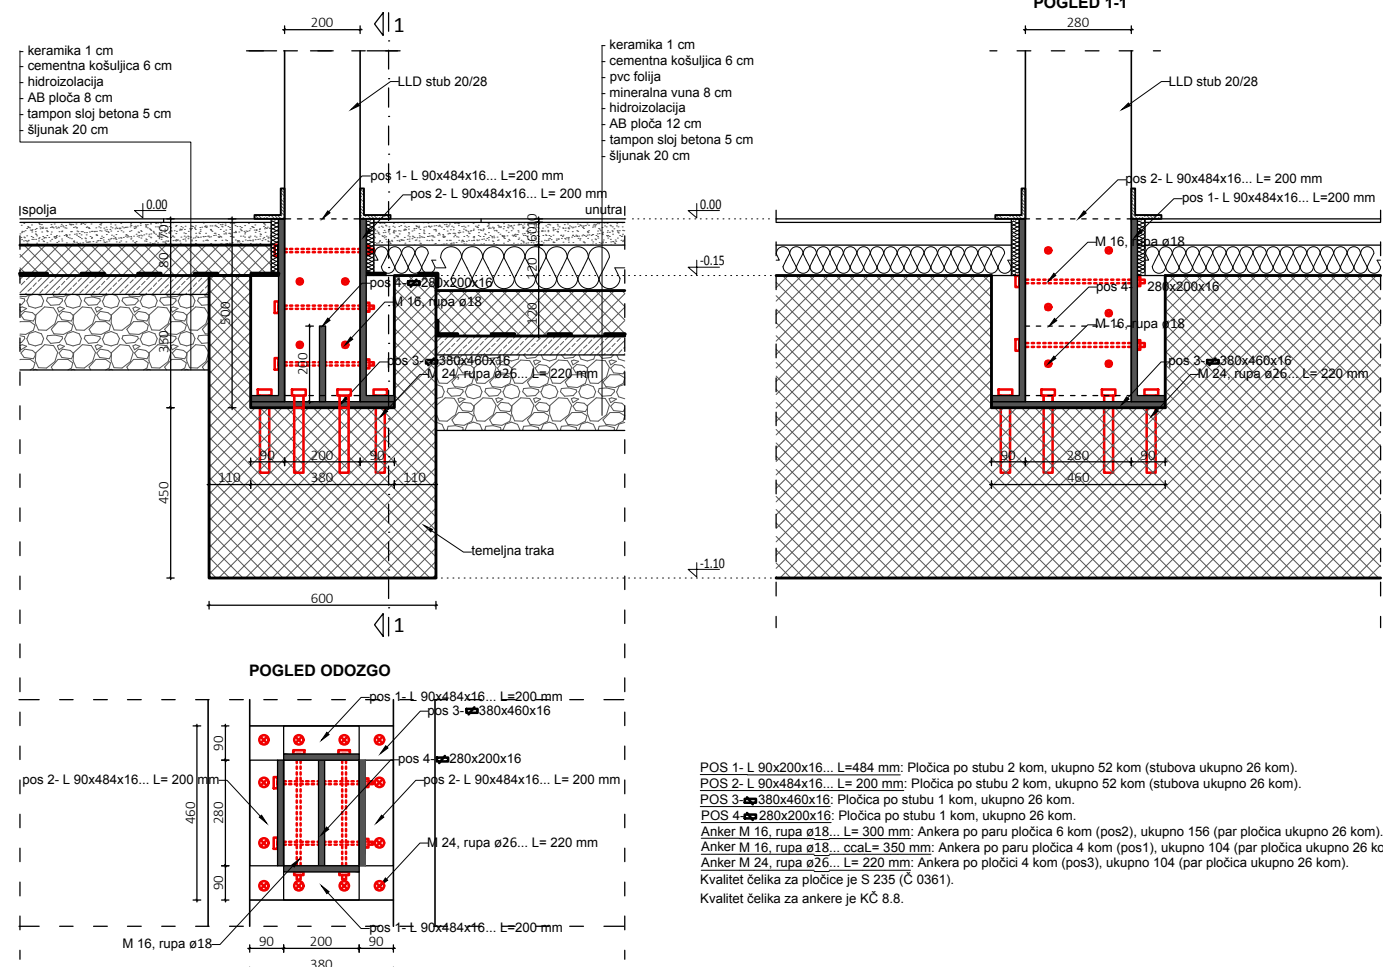 POGLED 1-1
200
1
280
keramika 1 cm
cementna košuljica 6 cm
hidroizolacija
AB ploča 8 cm
tampon sloj betona 5 cm
šljunak 20 cm
keramika 1 cm
cementna košuljica 6 cm
pvc folija
mineralna vuna 8 cm
hidroizolacija
AB ploča 12 cm
tampon sloj betona 5 cm
šljunak 20 cm
LLD stub 20/28
LLD stub 20/28
pos 1- L 90x484x16... L=200 mm
pos 2- L 90x484x16... L= 200 mm
pos 2- L 90x484x16... L= 200 mm
pos 1- L 90x484x16... L=200 mm
spolja
0.00
unutra
0.00
70
80
350
500
450
6010
120
120
-0.15
pos 4- 280x200x16
M 16, rupa ø18
200
pos 3- 380x460x16
M 24, rupa ø26... L= 220 mm
M 16, rupa ø18
pos 4- 280x200x16
M 16, rupa ø18
pos 3- 380x460x16
M 24, rupa ø26... L= 220 mm
90 200 90
110 380 110
90 280 90
460
temeljna traka
-1.10
600
1
POGLED ODOZGO
pos 1- L 90x484x16... L=200 mm
pos 3- 380x460x16
pos 4- 280x200x16
pos 2- L 90x484x16... L= 200 mm
pos 2- L 90x484x16... L= 200 mm
90
280
90
460
M 24, rupa ø26... L= 220 mm
pos 1- L 90x484x16... L=200 mm
M 16, rupa ø18
90 200 90
380
POS 1- L 90x200x16... L=484 mm: Pločica po stubu 2 kom, ukupno 52 kom (stubova ukupno 26 kom).
POS 2- L 90x484x16... L= 200 mm: Pločica po stubu 2 kom, ukupno 52 kom (stubova ukupno 26 kom).
POS 3- 380x460x16: Pločica po stubu 1 kom, ukupno 26 kom.
POS 4- 280x200x16: Pločica po stubu 1 kom, ukupno 26 kom.
Anker M 16, rupa ø18... L= 300 mm: Ankera po paru pločica 6 kom (pos2), ukupno 156 (par pločica ukupno 26 kom).
Anker M 16, rupa ø18... ccaL= 350 mm: Ankera po paru pločica 4 kom (pos1), ukupno 104 (par pločica ukupno 26 ko
Anker M 24, rupa ø26... L= 220 mm: Ankera po pločici 4 kom (pos3), ukupno 104 (par pločica ukupno 26 kom).
Kvalitet čelika za pločice je S 235 (Č 0361).
Kvalitet čelika za ankere je KČ 8.8.